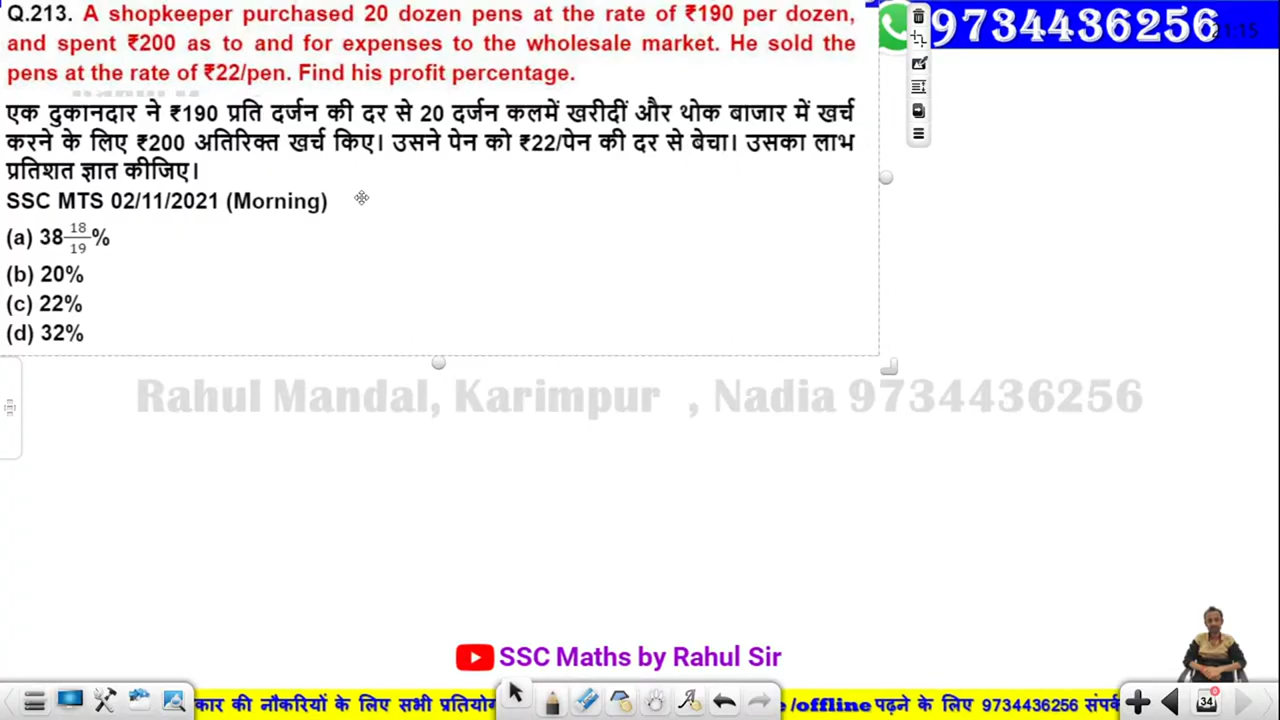 Q.213. A shopkeeper purchased 20 dozen pens at the rate of ₹190 per dozen,
and spent ₹200 as to and for expenses to the wholesale market. He sold the
pens at the rate of ₹22/pen. Find his profit percentage.
एक दुकानदार ने ₹190 प्रति दर्जन की दर से 20 दर्जन कलमें खरीदीं और थोक बाजार में खर्च
करने के लिए ₹200 अतिरिक्त खर्च किए। उसने पेन को ₹22/पेन की दर से बेचा। उसका लाभ
प्रतिशत ज्ञात कीजिए।
SSC MTS 02/11/2021 (Morning)
(a) 38 18/19 %
(b) 20%
(c) 22%
(d) 32%
9734436256
21:15
Rahul Mandal, Karimpur , Nadia 9734436256
SSC Maths by Rahul Sir
कार की नौकरियों के लिए सभी प्रतियोग
/offline पढ़ने के लिए 9734436256 संपर्क
34